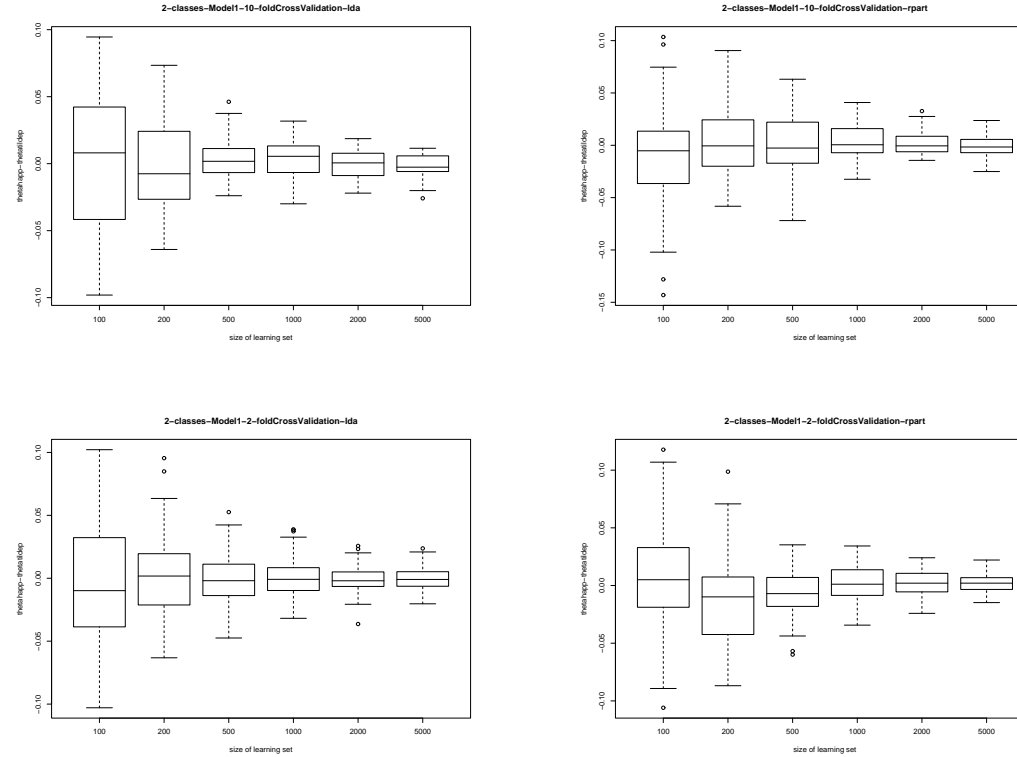 2−classes−Model1−10−foldCrossValidation−lda
thetahapp−thetatildep
0.10
0.05
0.00
−0.05
−0.10
100 200 500 1000 2000 5000
size of learning set
2−classes−Model1−10−foldCrossValidation−rpart
thetahapp−thetatildep
0.10
0.05
0.00
−0.05
−0.10
−0.15
100 200 500 1000 2000 5000
size of learning set
2−classes−Model1−2−foldCrossValidation−lda
thetahapp−thetatildep
0.10
0.05
0.00
−0.05
−0.10
100 200 500 1000 2000 5000
size of learning set
2−classes−Model1−2−foldCrossValidation−rpart
thetahapp−thetatildep
0.10
0.05
0.00
−0.05
−0.10
100 200 500 1000 2000 5000
size of learning set